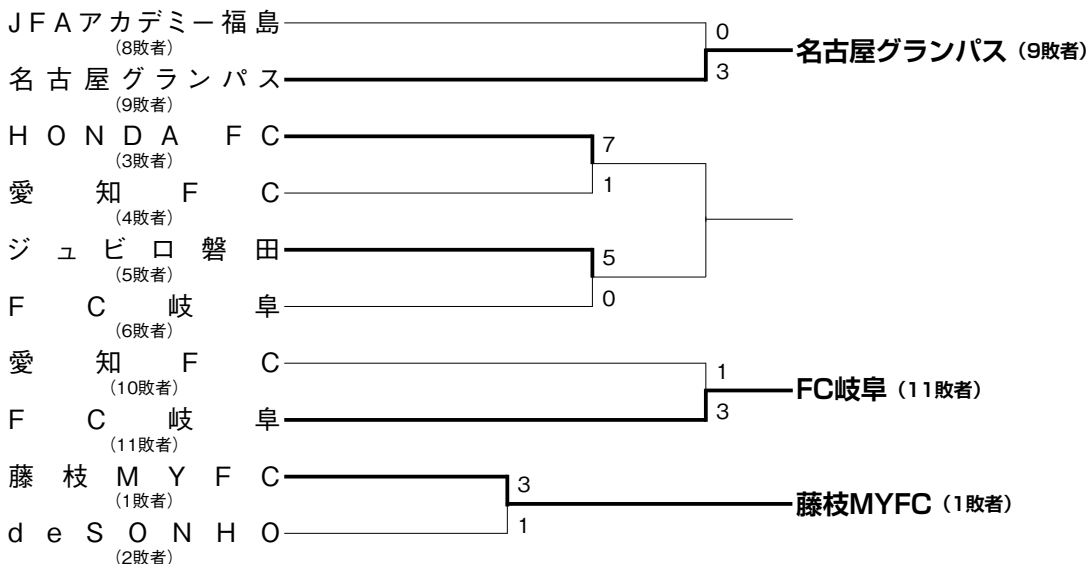 JFAアカデミー福島
(8敗者)
0
名古屋グランパス(9敗者)
3
名古屋グランパス
(9敗者)
HONDA FC
(3敗者)
7
1
愛知FC
(4敗者)
ジュビロ磐田
(5敗者)
5
0
FC岐阜
(6敗者)
愛知FC
(10敗者)
1
FC岐阜(11敗者)
3
FC岐阜
(11敗者)
藤枝MYFC
(1敗者)
3
藤枝MYFC(1敗者)
1
deSONHO
(2敗者)